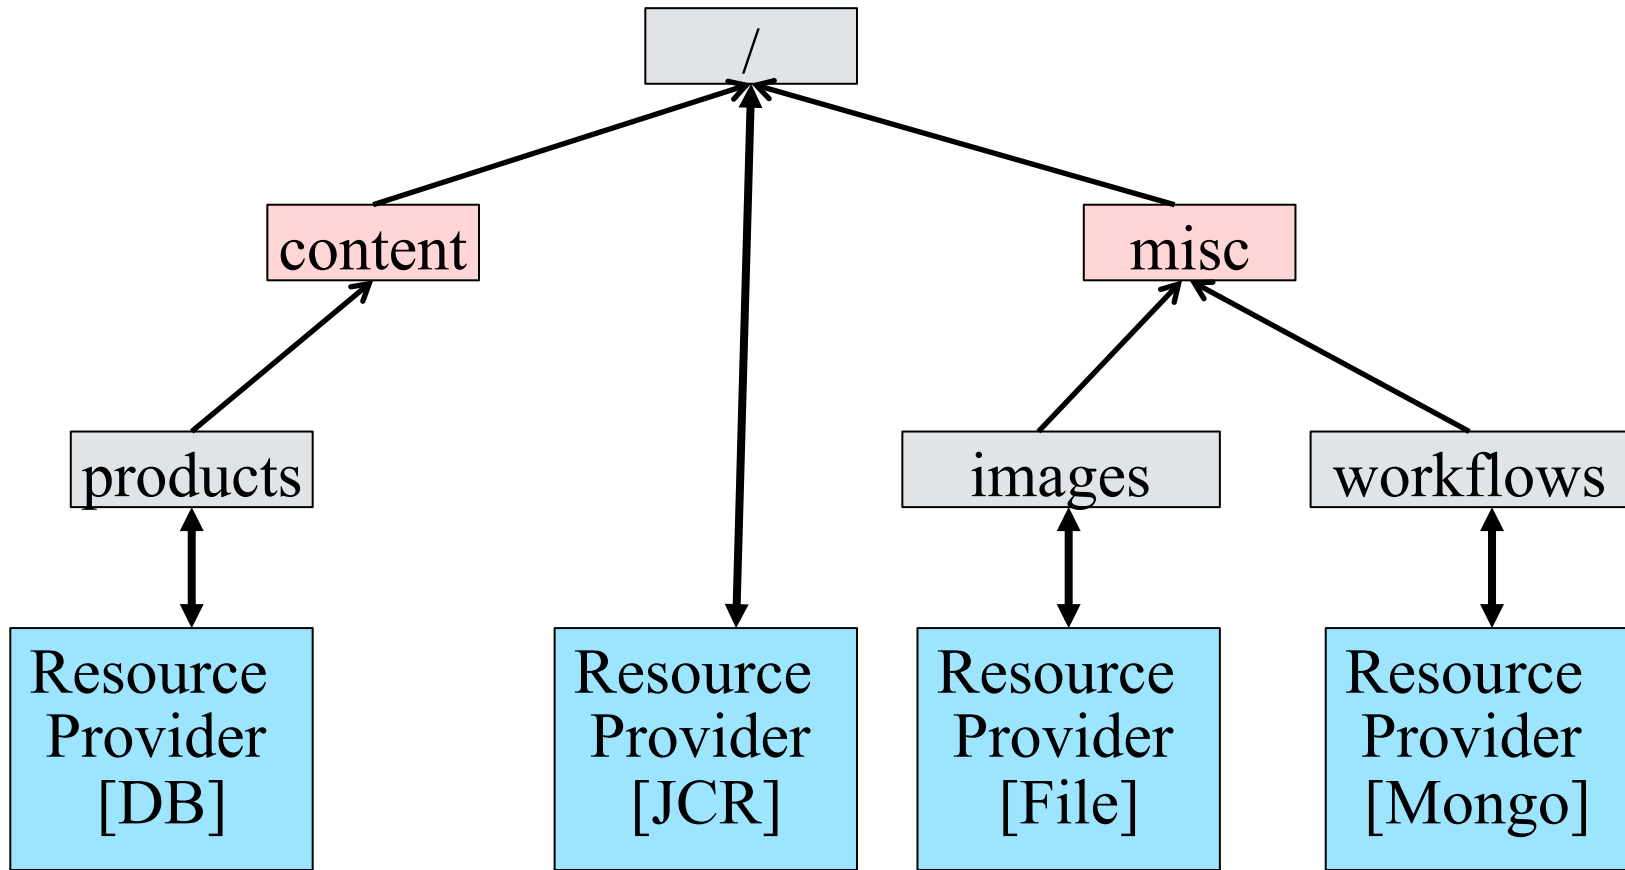 /
content
misc
products
images
workflows
Resource
Provider
[DB]
Resource
Provider
[JCR]
Resource
Provider
[File]
Resource
Provider
[Mongo]